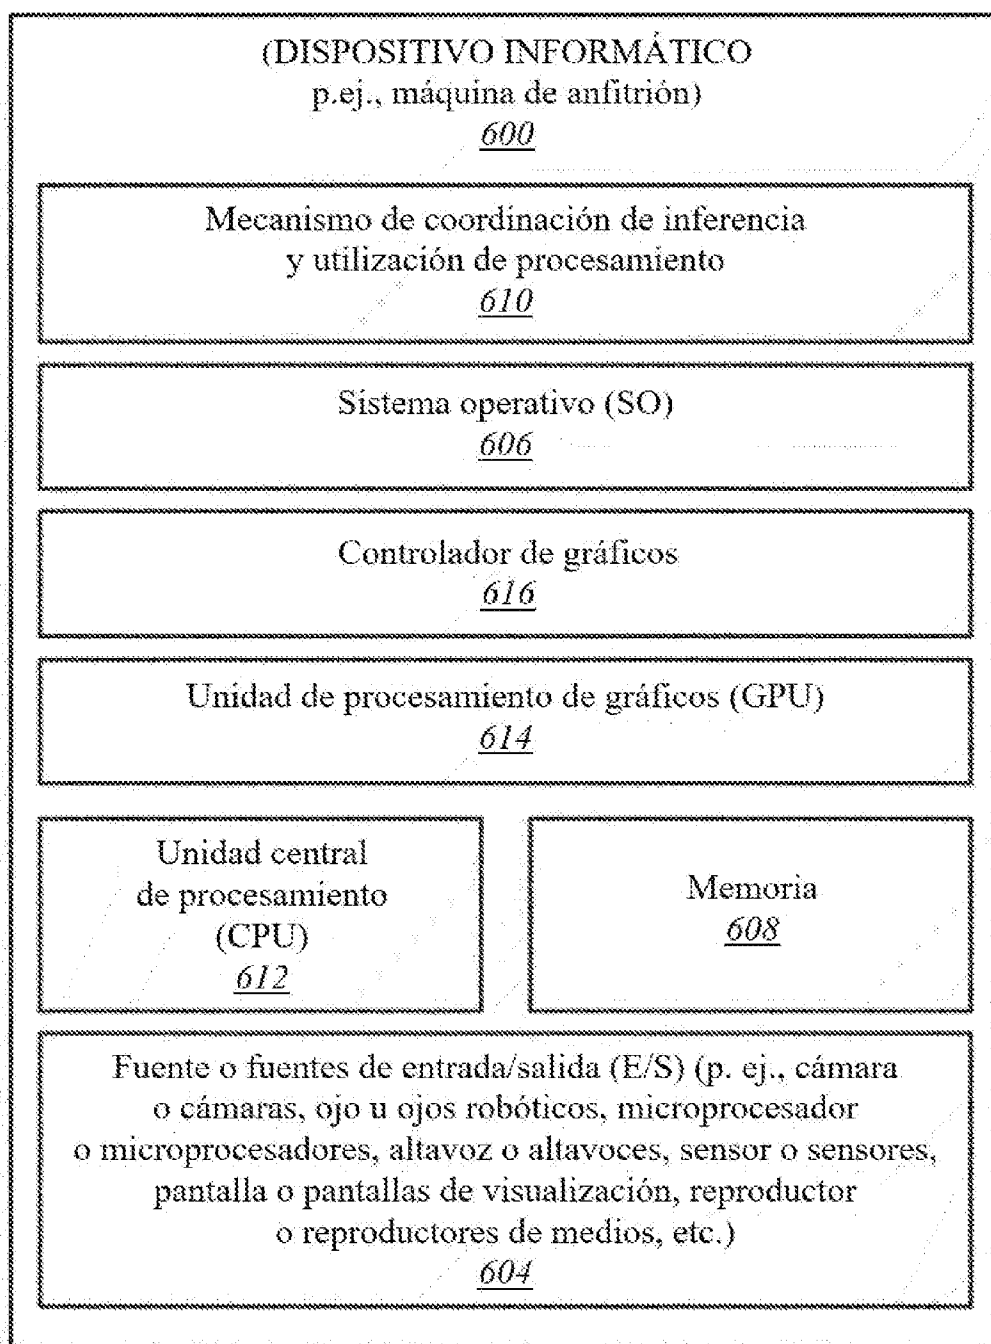 (DISPOSITIVO INFORMÁTICO
p.ej., máquina de anfitrión)
600
Mecanismo de coordinación de inferencia
y utilización de procesamiento
610
Sistema operativo (SO)
606
Controlador de gráficos
616
Unidad de procesamiento de gráficos (GPU)
614
Unidad central
de procesamiento
(CPU)
612
Memoria
608
Fuente o fuentes de entrada/salida (E/S) (p. ej., cámara
o cámaras, ojo u ojos robóticos, microprocesador
o microprocesadores, altavoz o altavoces, sensor o sensores,
pantalla o pantallas de visualización, reproductor
o reproductores de medios, etc.)
604